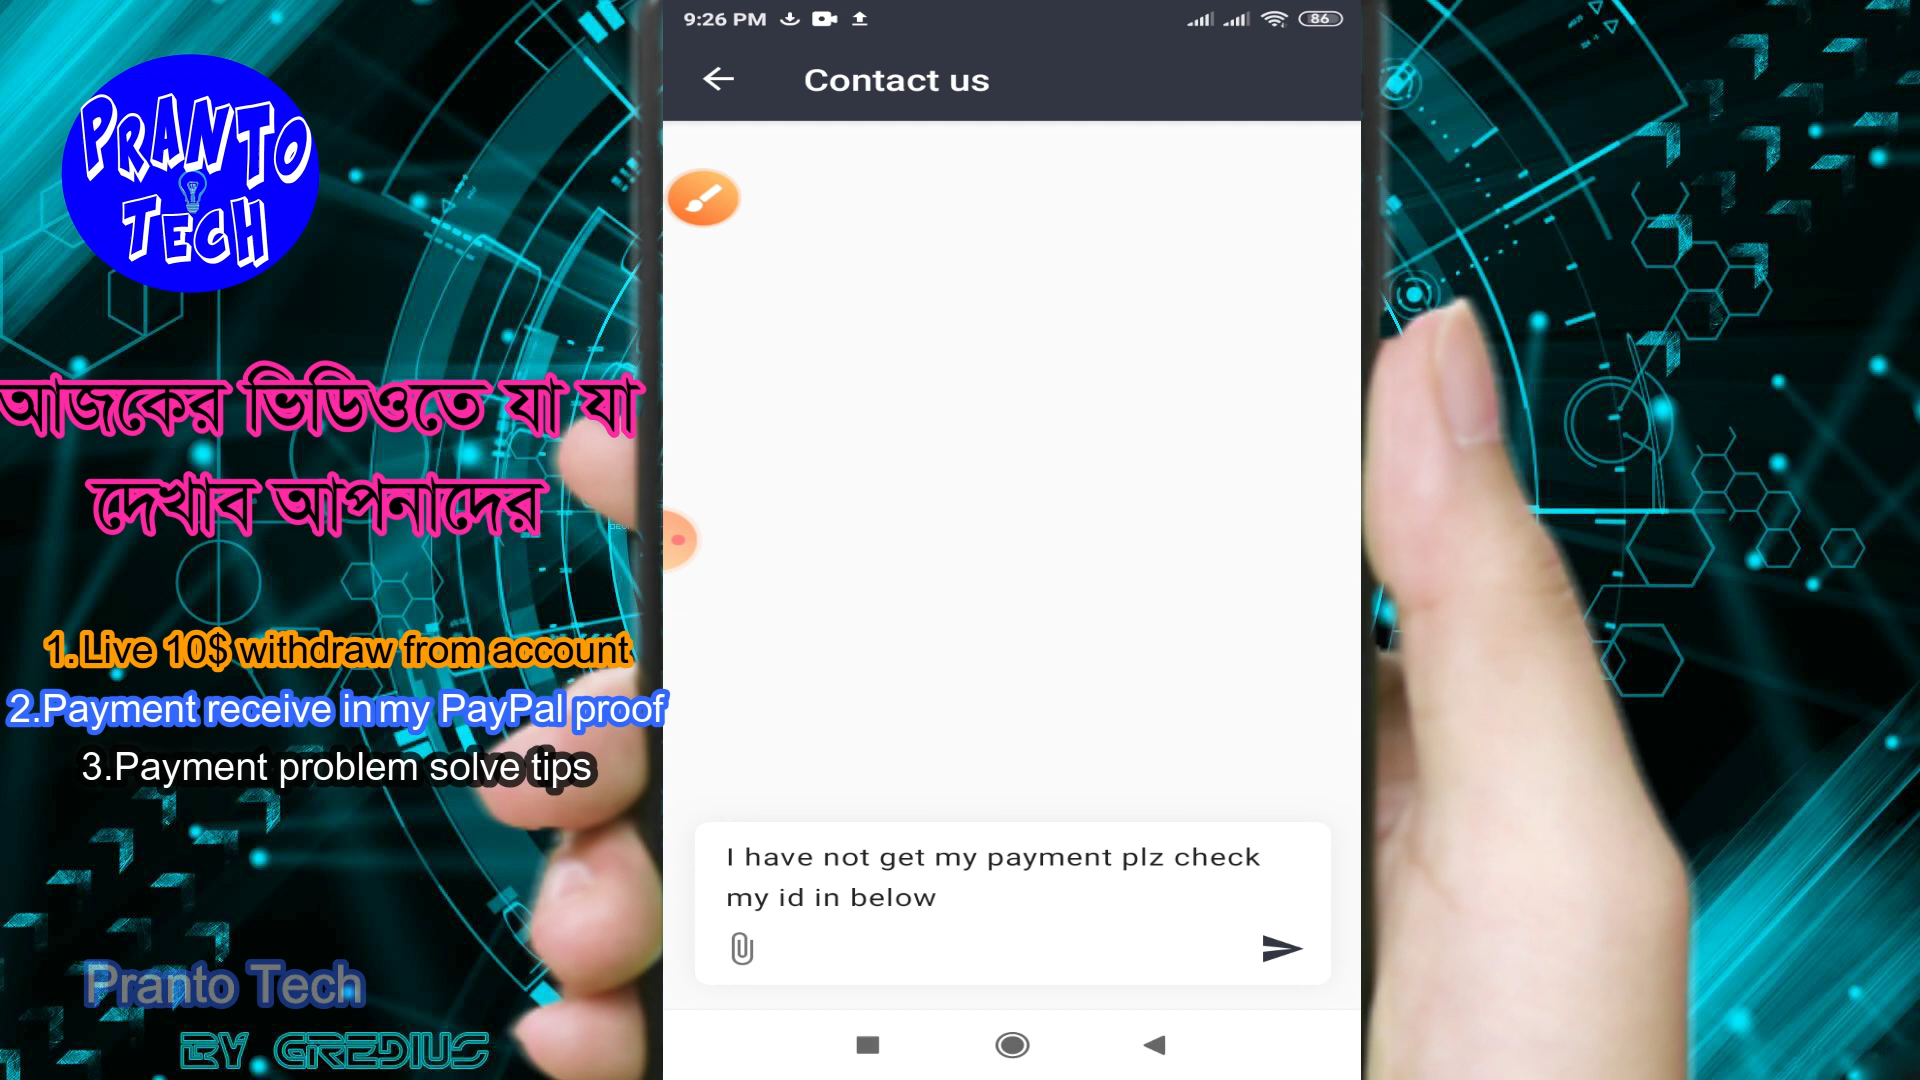 9:26 PM
86
Contact us
PRANTO
TECH
আজকের ভিডিওতে যা যা
দেখাব আপনাদের
1.Live 10$ withdraw from account
2.Payment receive in my PayPal proof
3.Payment problem solve tips
I have not get my payment plz check
my id in below
Pranto Tech
BY GREDIUS